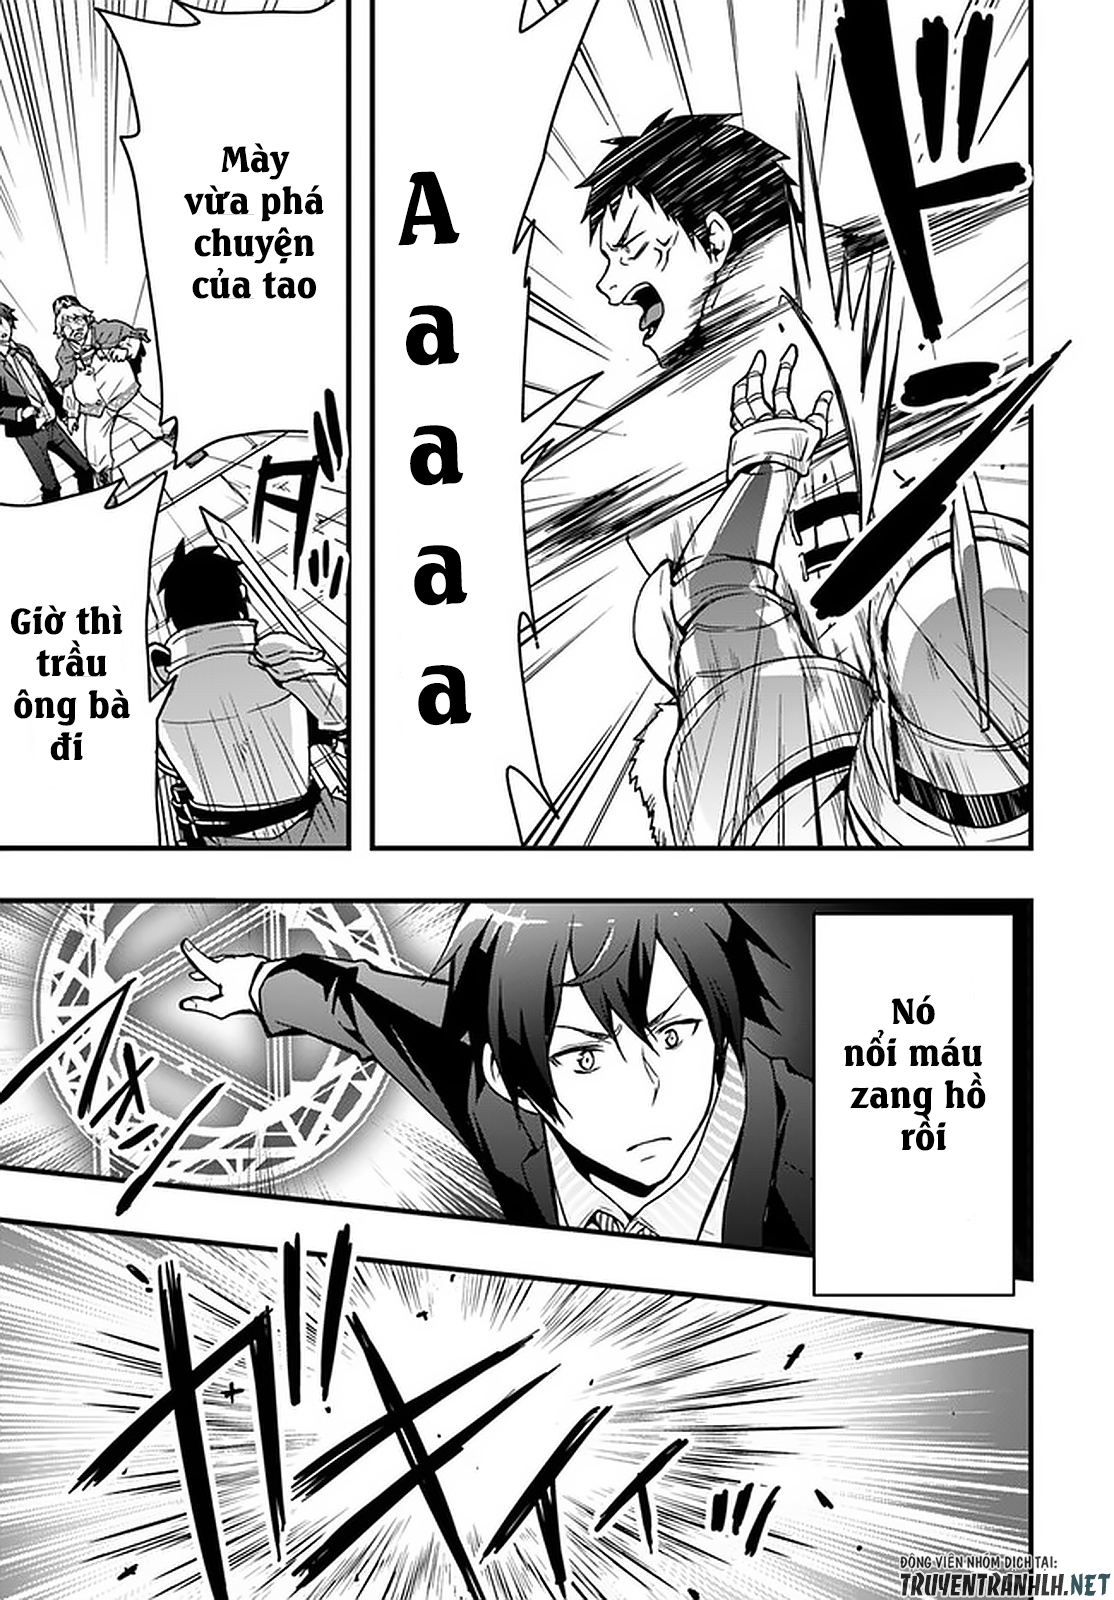 A
a
a
a
a
Mày
vừa phá
chuyện
của tao
Giờ thì
trầu
ông bà
đi
Nó
nổi máu
zang hồ
rồi
ĐỘNG VIÊN NHÓM DỊCH TẠI:
TRUYENTRANHLH.NET